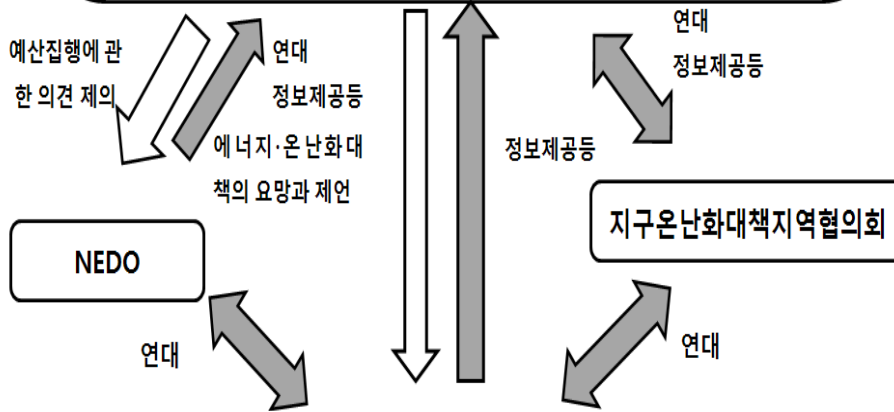 예산집행에 관
한 의견 제의
연대
정보제공등
에너지·온난화대
책의 요망과 제언
정보제공등
연대
정보제공등
NEDO
지구온난화대책지역협의회
연대
연대